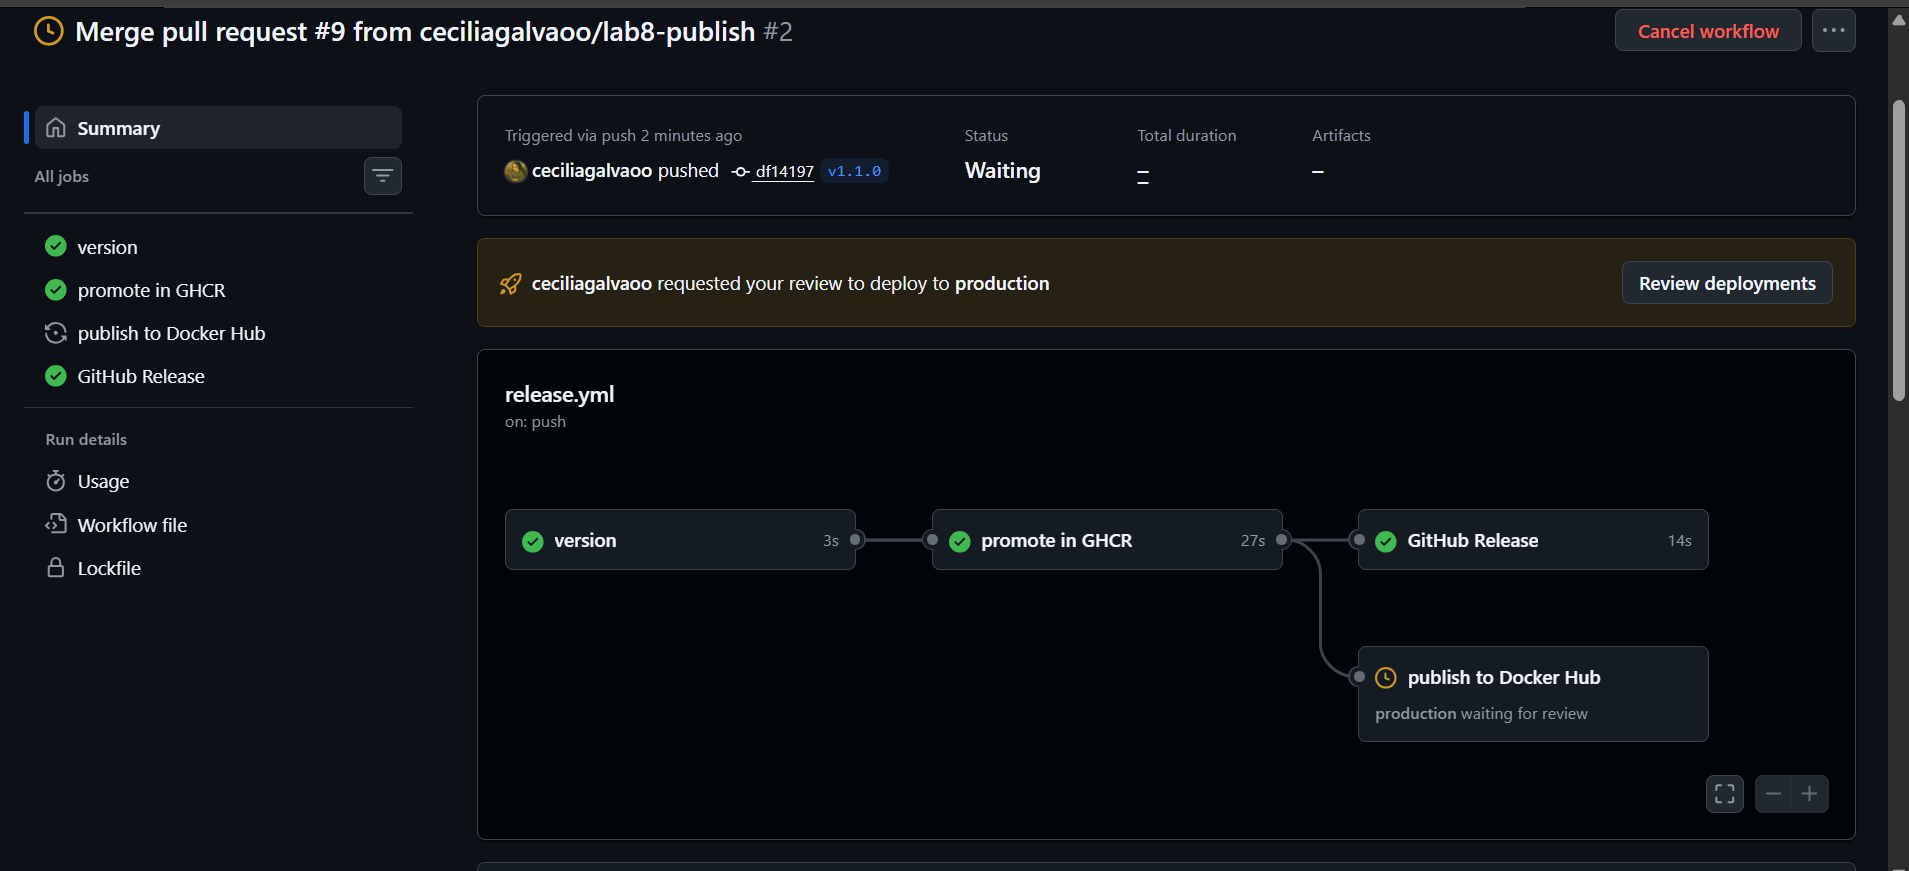 Merge pull request #9 from ceciliagalvaoo/lab8-publish #2
Cancel workflow
Summary
All jobs
version
promote in GHCR
publish to Docker Hub
GitHub Release
Run details
Usage
Workflow file
Lockfile
Triggered via push 2 minutes ago
ceciliagalvaoo pushed df14197 v1.1.0
Status
Waiting
Total duration
–
Artifacts
–
ceciliagalvaoo requested your review to deploy to production
Review deployments
release.yml
on: push
version 3s
promote in GHCR 27s
GitHub Release 14s
publish to Docker Hub
production waiting for review